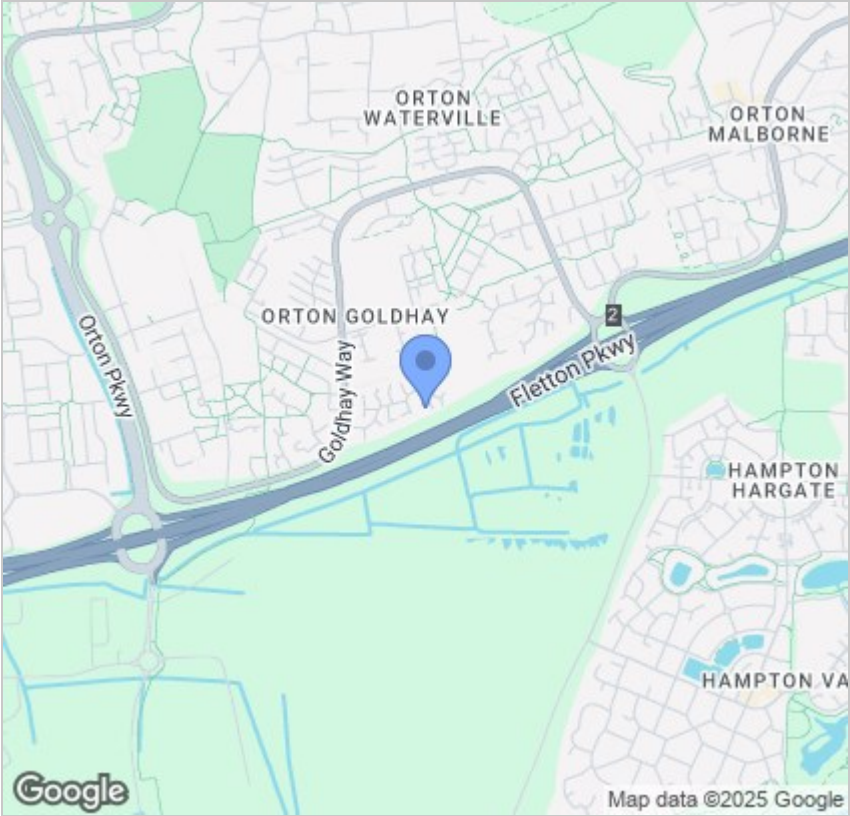 ORTON
WATERVILLE
ORTON
MALBORNE
ORTON GOLDHAY
2
Orton Pkwy
Goldhay Way
Fletton Pkwy
HAMPTON
HARGATE
HAMPTON VA
Google
Map data ©2025 Google